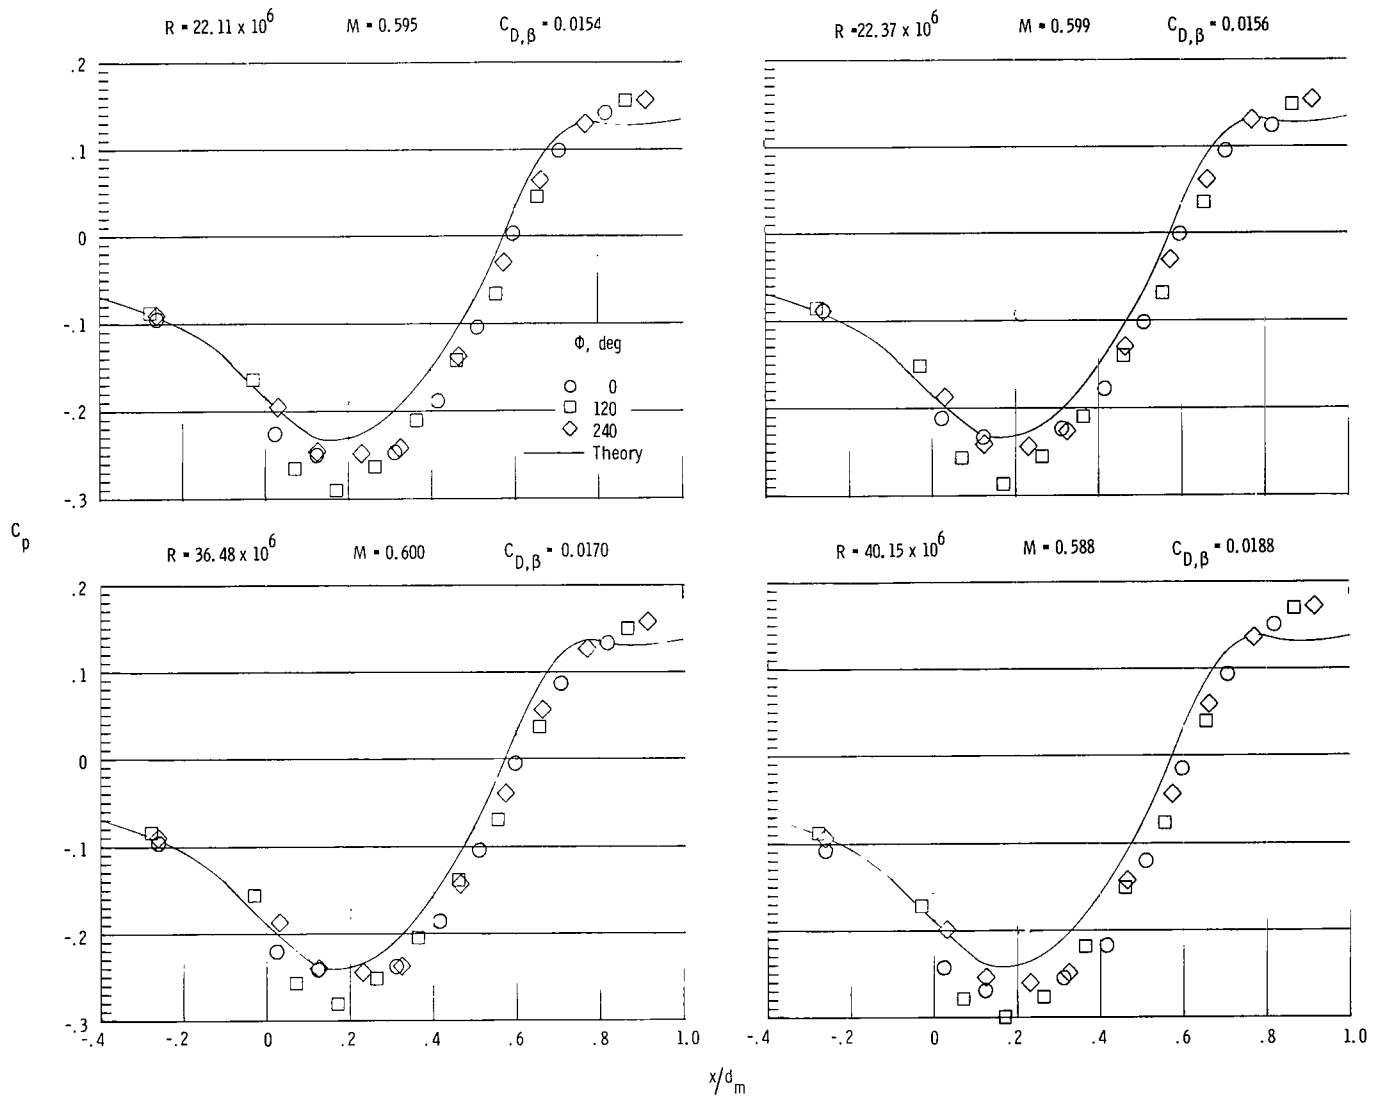 R = 22.11 x 10^6 M = 0.595 C_D,β = 0.0154
R = 22.37 x 10^6 M = 0.599 C_D,β = 0.0156
.2
.1
0
-.1
-.2
-.3
Φ, deg
0
120
240
Theory
C_p
R = 36.48 x 10^6 M = 0.600 C_D,β = 0.0170
R = 40.15 x 10^6 M = 0.588 C_D,β = 0.0188
.2
.1
0
-.1
-.2
-.3
-.4 -.2 0 .2 .4 .6 .8 1.0
-.4 -.2 0 .2 .4 .6 .8 1.0
x/d_m